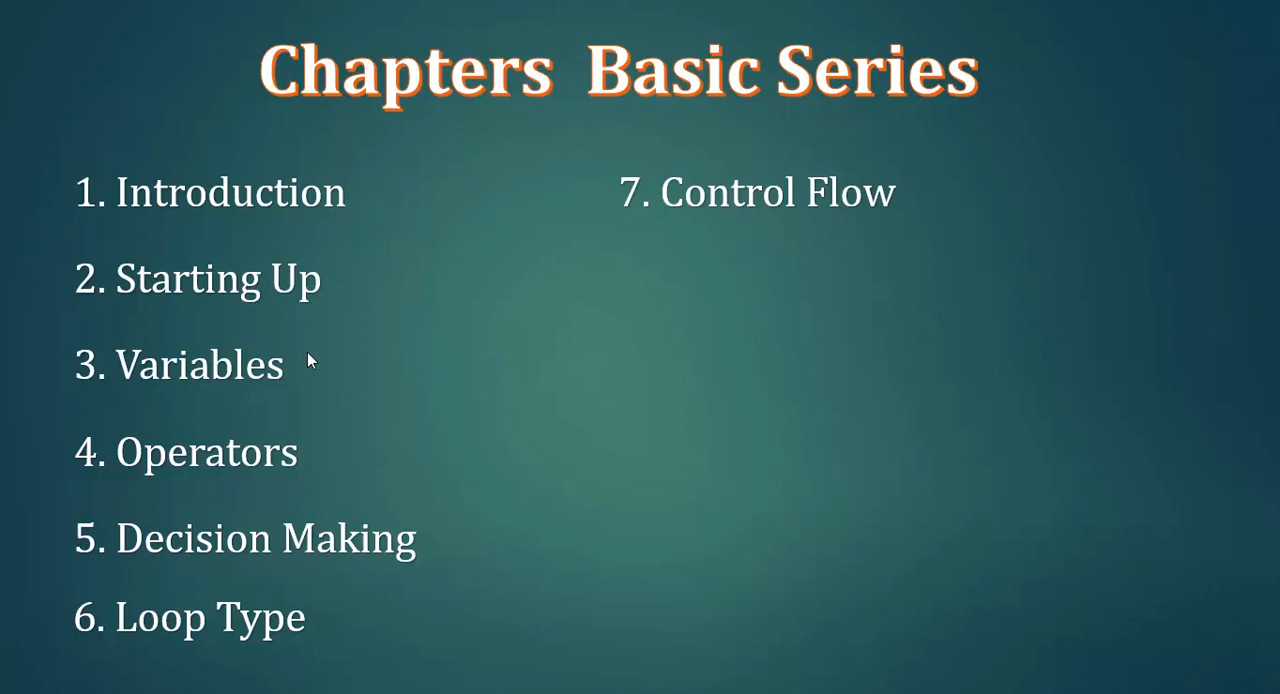 Chapters  Basic Series
1. Introduction
2. Starting Up
3. Variables
4. Operators
5. Decision Making
6. Loop Type
7. Control Flow